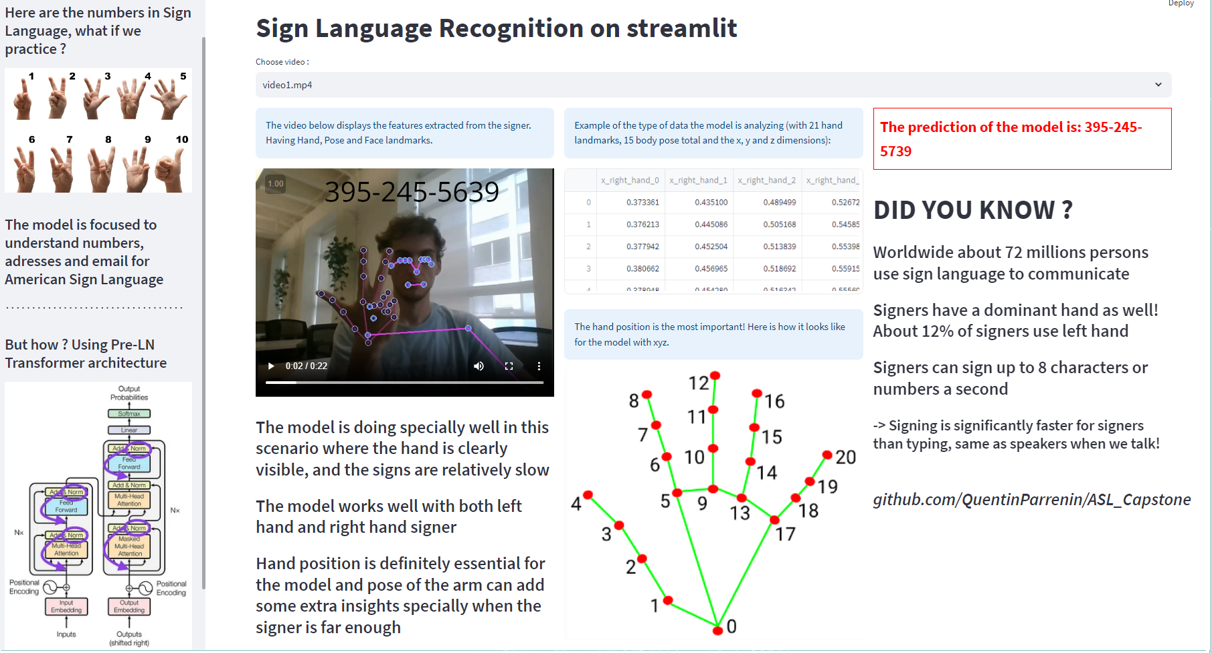 Here are the numbers in Sign
Language, what if we
practice ?
1 2 3 4 5
6 7 8 9 10
The model is focused to
understand numbers,
adresses and email for
American Sign Language
But how ? Using Pre-LN
Transformer architecture
Output
Probabilities
Softmax
Linear
Add & Norm
Feed
Forward
Add & Norm
Multi-Head
Attention
Add & Norm
Masked
Multi-Head
Attention
Add & Norm
Feed
Forward
Add & Norm
Multi-Head
Attention
Nx
Nx
Positional
Encoding
Positional
Encoding
Input
Embedding
Output
Embedding
Inputs
Outputs
(shifted right)
Deploy
Sign Language Recognition on streamlit
Choose video :
video1.mp4
The video below displays the features extracted from the signer.
Having Hand, Pose and Face landmarks.
1.00
395-245-5639
0:02 / 0:22
The model is doing specially well in this
scenario where the hand is clearly
visible, and the signs are relatively slow
The model works well with both left
hand and right hand signer
Hand position is definitely essential for
the model and pose of the arm can add
some extra insights specially when the
signer is far enough
Example of the type of data the model is analyzing (with 21 hand
landmarks, 15 body pose total and the x, y and z dimensions):
x_right_hand_0 x_right_hand_1 x_right_hand_2 x_right_hand_
0 0.373361 0.435100 0.489499 0.52672
1 0.376213 0.445086 0.505168 0.54585
2 0.377942 0.452504 0.513839 0.55398
3 0.380662 0.456965 0.518692 0.55915
The hand position is the most important! Here is how it looks like
for the model with xyz.
12
8
16
11
7
15
20
6
10
14
19
4
5
9
13
18
3
17
2
1
0
The prediction of the model is: 395-245-
5739
DID YOU KNOW ?
Worldwide about 72 millions persons
use sign language to communicate
Signers have a dominant hand as well!
About 12% of signers use left hand
Signers can sign up to 8 characters or
numbers a second
-> Signing is significantly faster for signers
than typing, same as speakers when we talk!
github.com/QuentinParrenin/ASL_Capstone